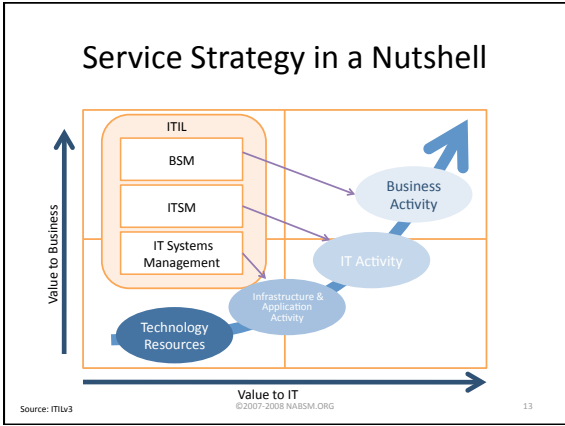 Service Strategy in a Nutshell
ITIL
BSM
ITSM
IT Systems
Management
Business
Activity
IT Activity
Infrastructure &
Application
Activity
Technology
Resources
Value to Business
Value to IT
Source: ITILv3
©2007-2008 NABSM.ORG
13